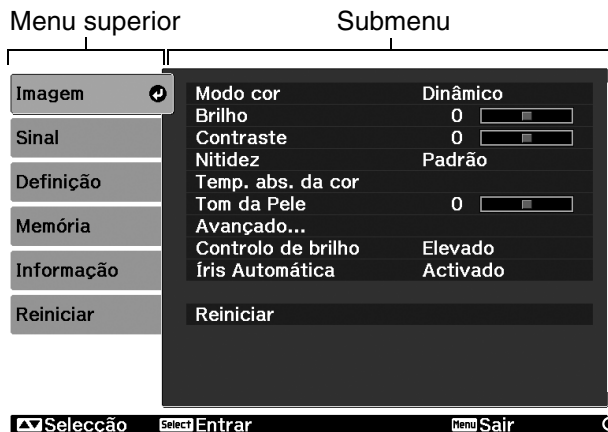 Menu superior Submenu
Imagem
Sinal
Definição
Memória
Informação
Reiniciar
Modo cor Dinâmico
Brilho 0
Contraste 0
Nitidez Padrão
Temp. abs. da cor
Tom da Pele 0
Avançado...
Controlo de brilho Elevado
Íris Automática Activado
Reiniciar
Selecção Select Entrar Menu Sair